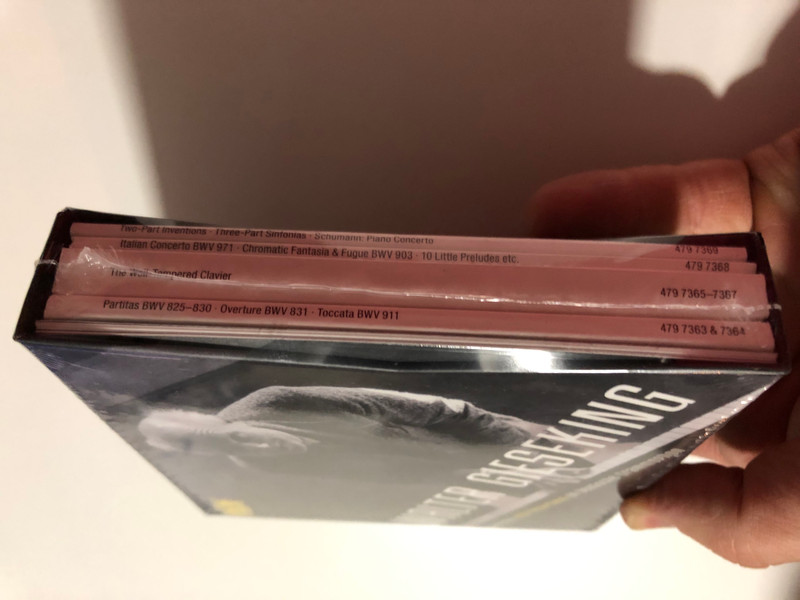 Two-Part Inventions · Three-Part Sinfonias · Schumann: Piano Concerto 479 7369
Italian Concerto BWV 971 · Chromatic Fantasia & Fugue BWV 903 · 10 Little Preludes etc. 479 7368
The Well-Tempered Clavier 479 7365–7367
Partitas BWV 825–830 · Overture BWV 831 · Toccata BWV 911 479 7363 & 7364
GIESEKING